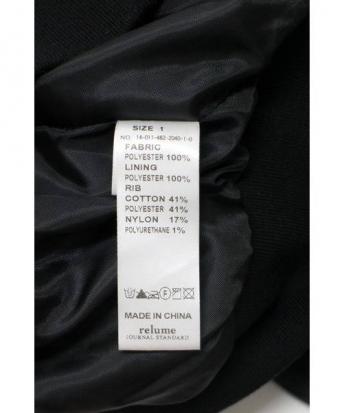 SIZE 1
NO. 14-011-462-2040-1-0
FABRIC
POLYESTER 100%
LINING
POLYESTER 100%
RIB
COTTON 41%
POLYESTER 41%
NYLON 17%
POLYURETHANE 1%
MADE IN CHINA
relume
JOURNAL STANDARD